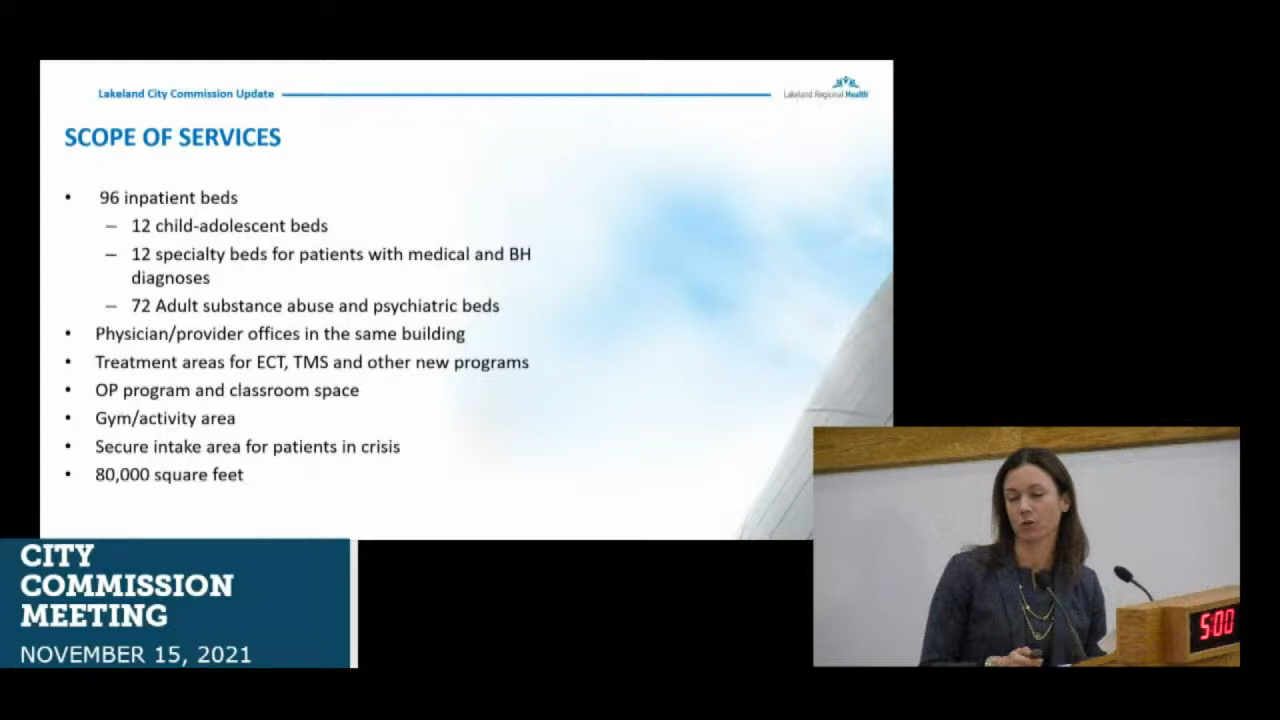 Lakeland City Commission Update
Lakeland Regional Health
SCOPE OF SERVICES
• 96 inpatient beds
– 12 child-adolescent beds
– 12 specialty beds for patients with medical and BH
diagnoses
– 72 Adult substance abuse and psychiatric beds
• Physician/provider offices in the same building
• Treatment areas for ECT, TMS and other new programs
• OP program and classroom space
• Gym/activity area
• Secure intake area for patients in crisis
• 80,000 square feet
CITY
COMMISSION
MEETING
NOVEMBER 15, 2021
5:00